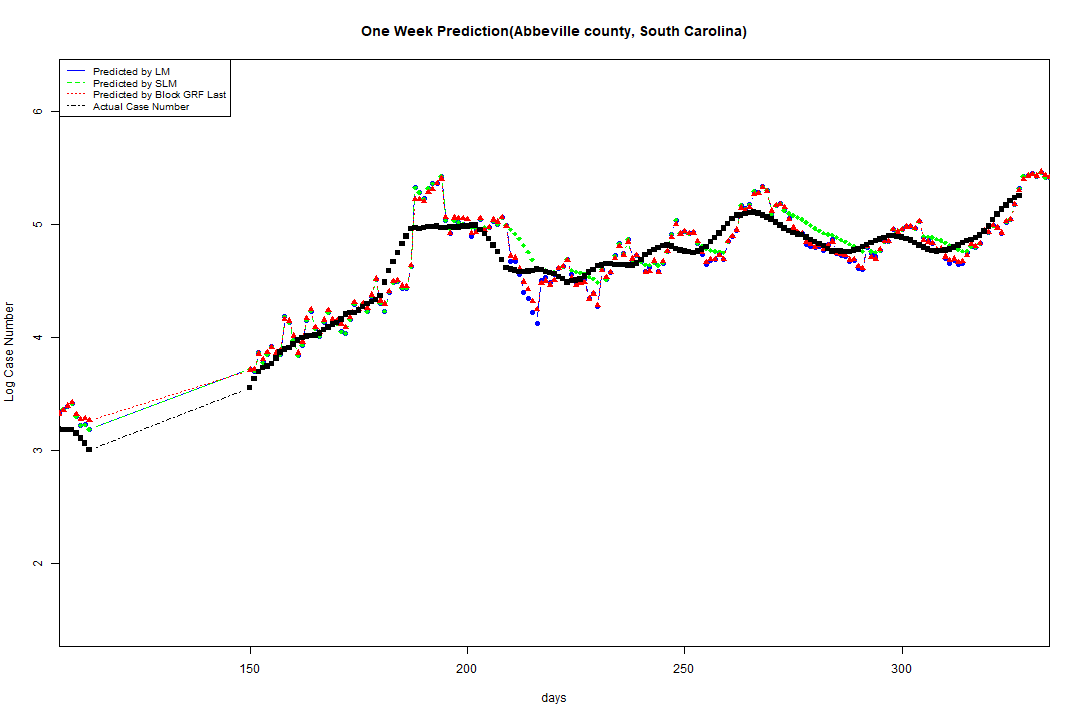 One Week Prediction(Abbeville county, South Carolina)
Predicted by LM
Predicted by SLM
Predicted by Block GRF Last
Actual Case Number
6
5
4
3
2
Log Case Number
150 200 250 300
days